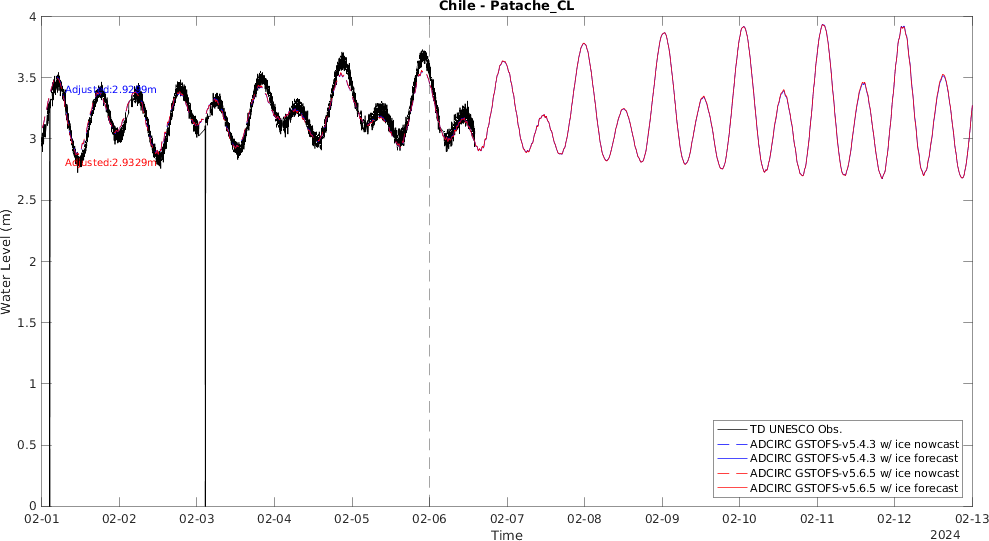 Chile - Patache_CL
4
3.5
3
2.5
2
1.5
1
0.5
0
Water Level (m)
Adjusted:2.9
Adjusted:2.9329m
TD UNESCO Obs.
ADCIRC GSTOFS-v5.4.3 w/ ice nowcast
ADCIRC GSTOFS-v5.4.3 w/ ice forecast
ADCIRC GSTOFS-v5.6.5 w/ ice nowcast
ADCIRC GSTOFS-v5.6.5 w/ ice forecast
02-01 02-02 02-03 02-04 02-05 02-06 02-07 02-08 02-09 02-10 02-11 02-12 02-13
Time
2024